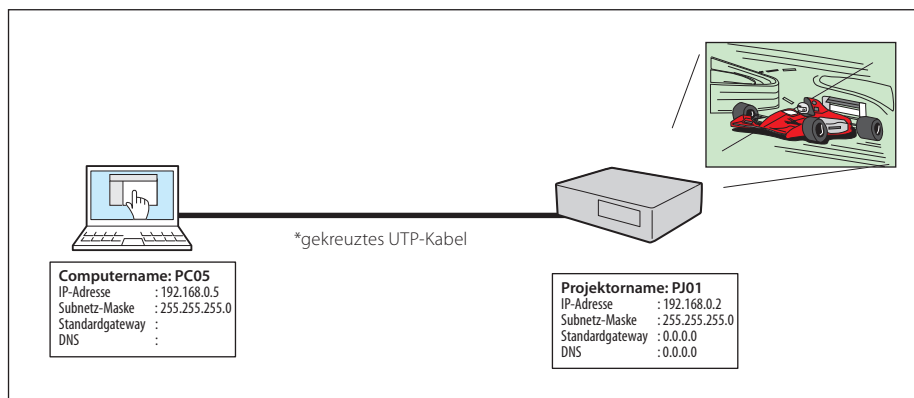 *gekreuztes UTP-Kabel
Computername: PC05
IP-Adresse : 192.168.0.5
Subnetz-Maske : 255.255.255.0
Standardgateway :
DNS :
Projektorname: PJ01
IP-Adresse : 192.168.0.2
Subnetz-Maske : 255.255.255.0
Standardgateway : 0.0.0.0
DNS : 0.0.0.0